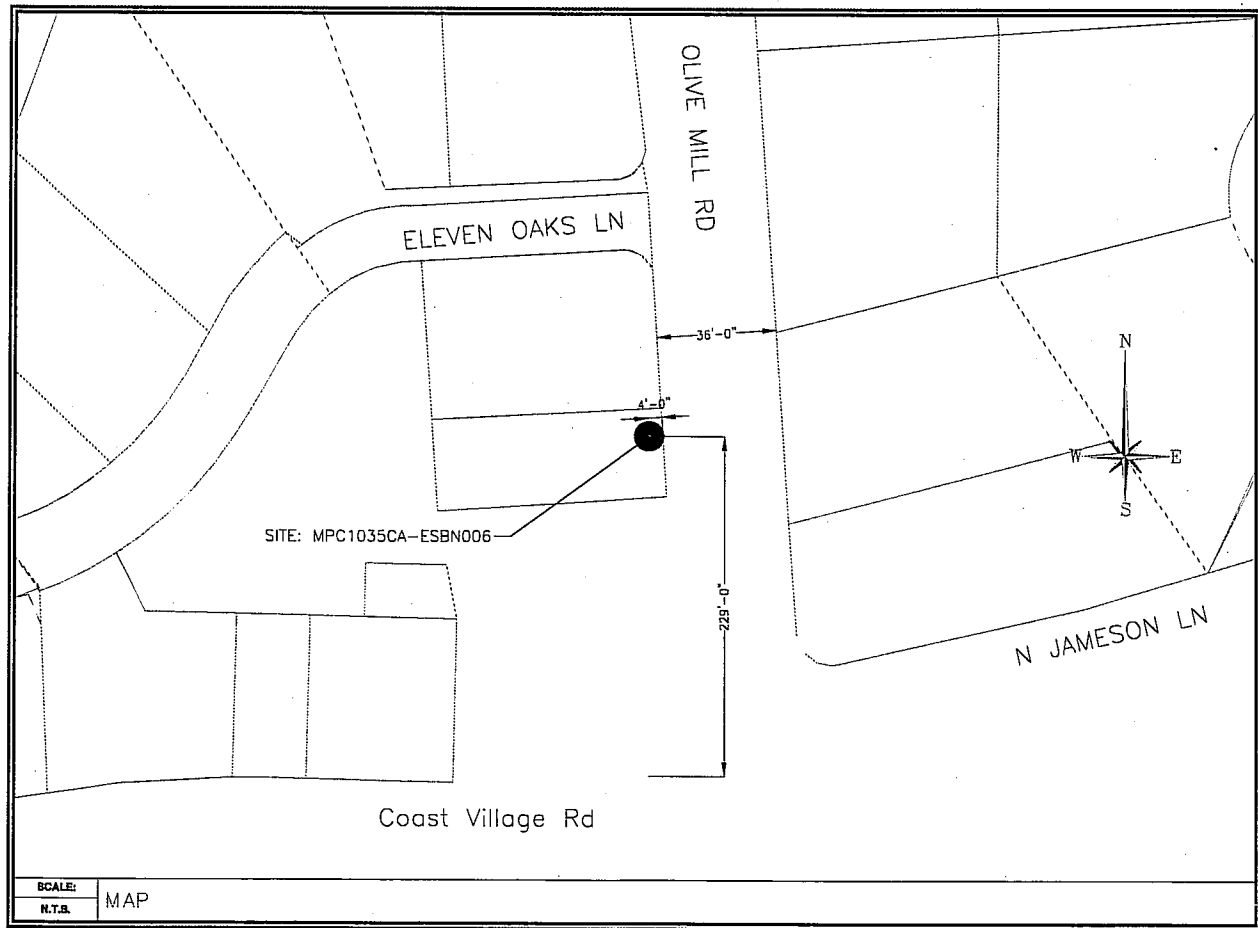 OLIVE MILL RD
ELEVEN OAKS LN
36'-0"
N
4'-0"
W E
S
SITE: MPC1035CA-ESBN006
229'-0"
N JAMESON LN
Coast Village Rd
SCALE:
N.T.S.
MAP